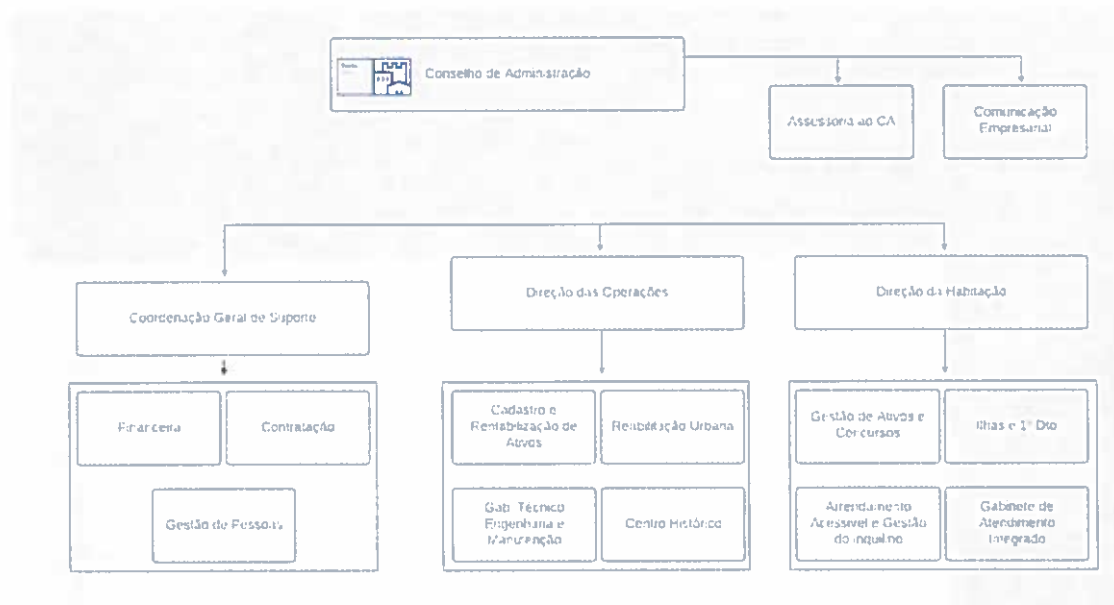 Conselho de Administração
Assessoria ao CA
Comunicação
Empresarial
Coordenação Geral de Suporte
Direção das Operações
Direção da Habitação
Financeira
Contratação
Gestão de Pessoas
Cadastro e
Rentabilização de
Ativos
Reabilitação Urbana
Gab. Técnico
Engenharia e
Manutenção
Centro Histórico
Gestão de Ativos e
Concursos
Ilhas e 1º Dto
Arrendamento
Acessível e Gestão
do Inquilino
Gabinete de
Atendimento
Integrado